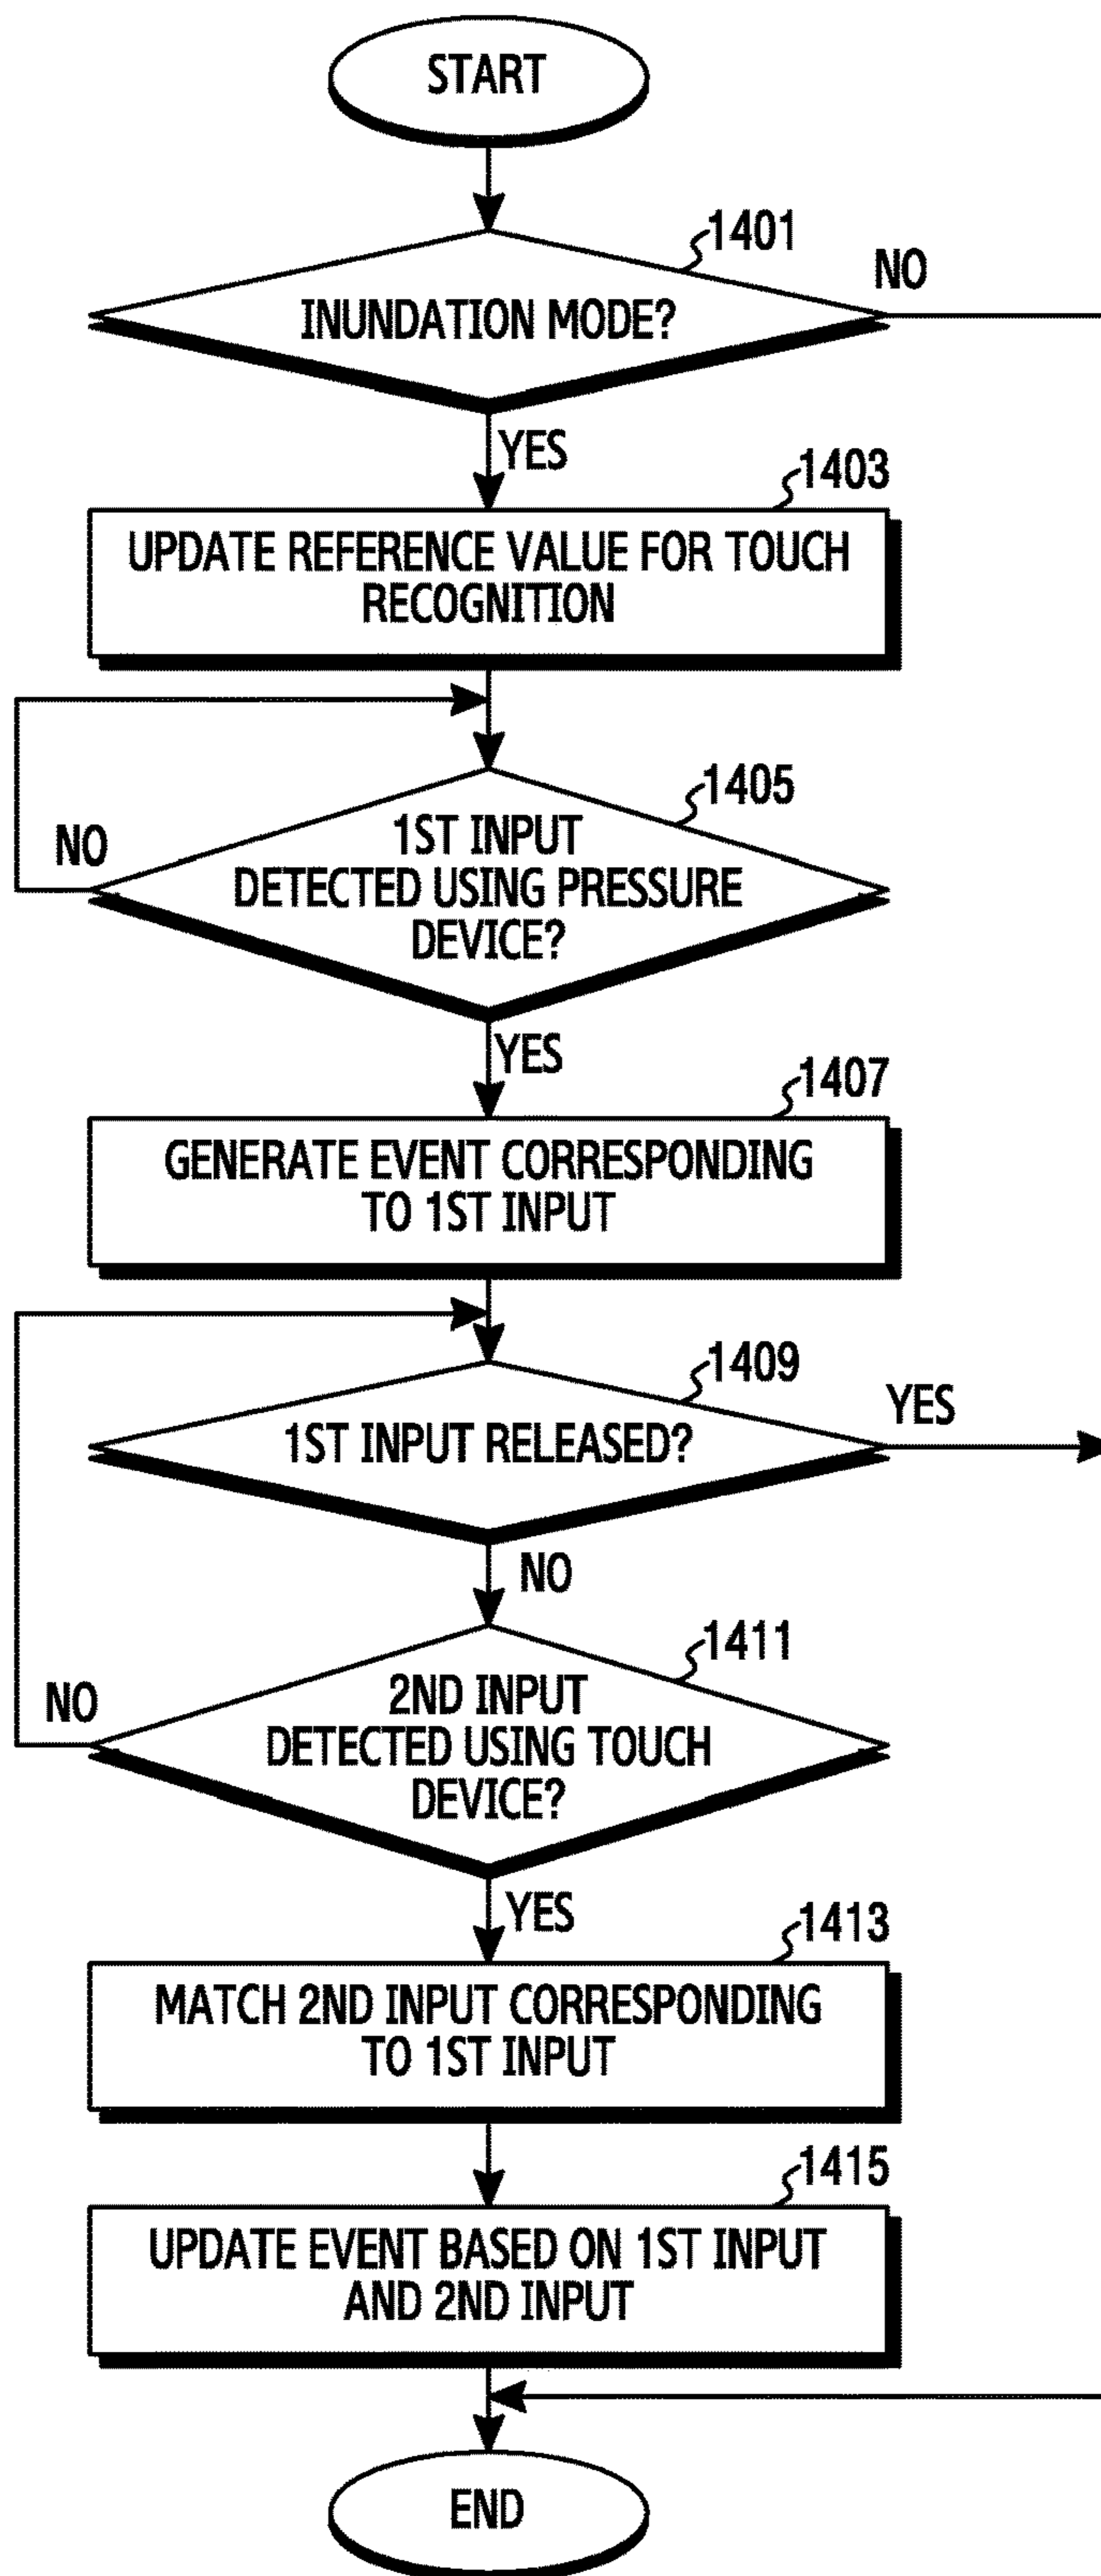 START
1401
NO
INUNDATION MODE?
YES
1403
UPDATE REFERENCE VALUE FOR TOUCH
RECOGNITION
1405
1ST INPUT
NO
DETECTED USING PRESSURE
DEVICE?
YES
1407
GENERATE EVENT CORRESPONDING
TO 1ST INPUT
1409
YES
1ST INPUT RELEASED?
NO
1411
2ND INPUT
NO
DETECTED USING TOUCH
DEVICE?
YES
1413
MATCH 2ND INPUT CORRESPONDING
TO 1ST INPUT
1415
UPDATE EVENT BASED ON 1ST INPUT
AND 2ND INPUT
END